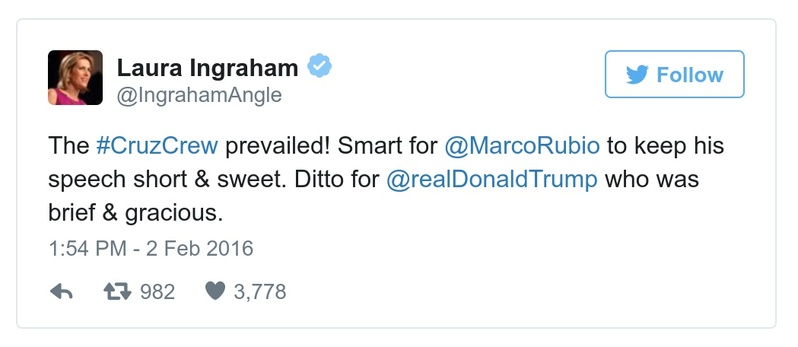 Laura Ingraham
@IngrahamAngle
Follow
The #CruzCrew prevailed! Smart for @MarcoRubio to keep his
speech short & sweet. Ditto for @realDonaldTrump who was
brief & gracious.
1:54 PM - 2 Feb 2016
982 3,778